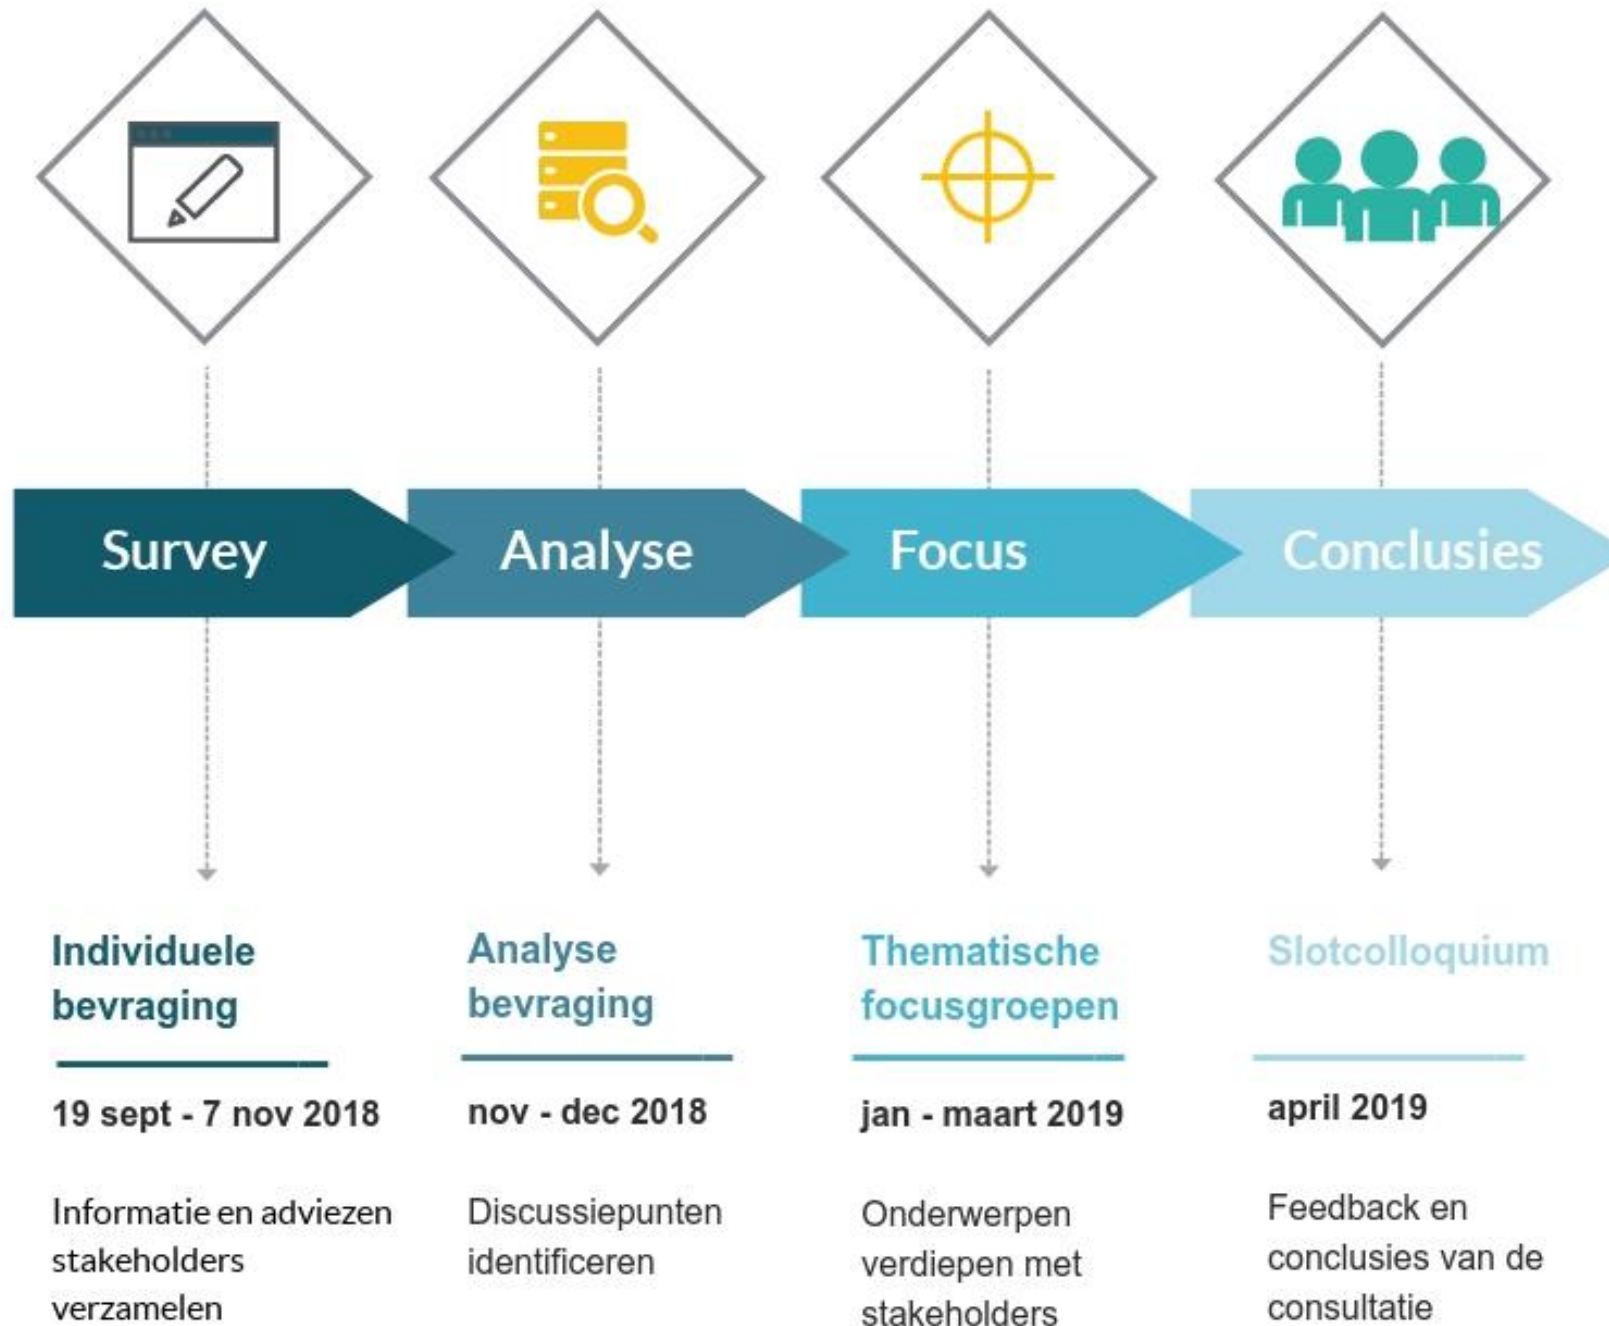 Survey
Analyse
Focus
Conclusies
Individuele
bevraging
19 sept - 7 nov 2018
Informatie en adviezen
stakeholders
verzamelen
Analyse
bevraging
nov - dec 2018
Discussiepunten
identificeren
Thematische
focusgroepen
jan - maart 2019
Onderwerpen
verdiepen met
stakeholders
Slotcolloquium
april 2019
Feedback en
conclusies van de
consultatie